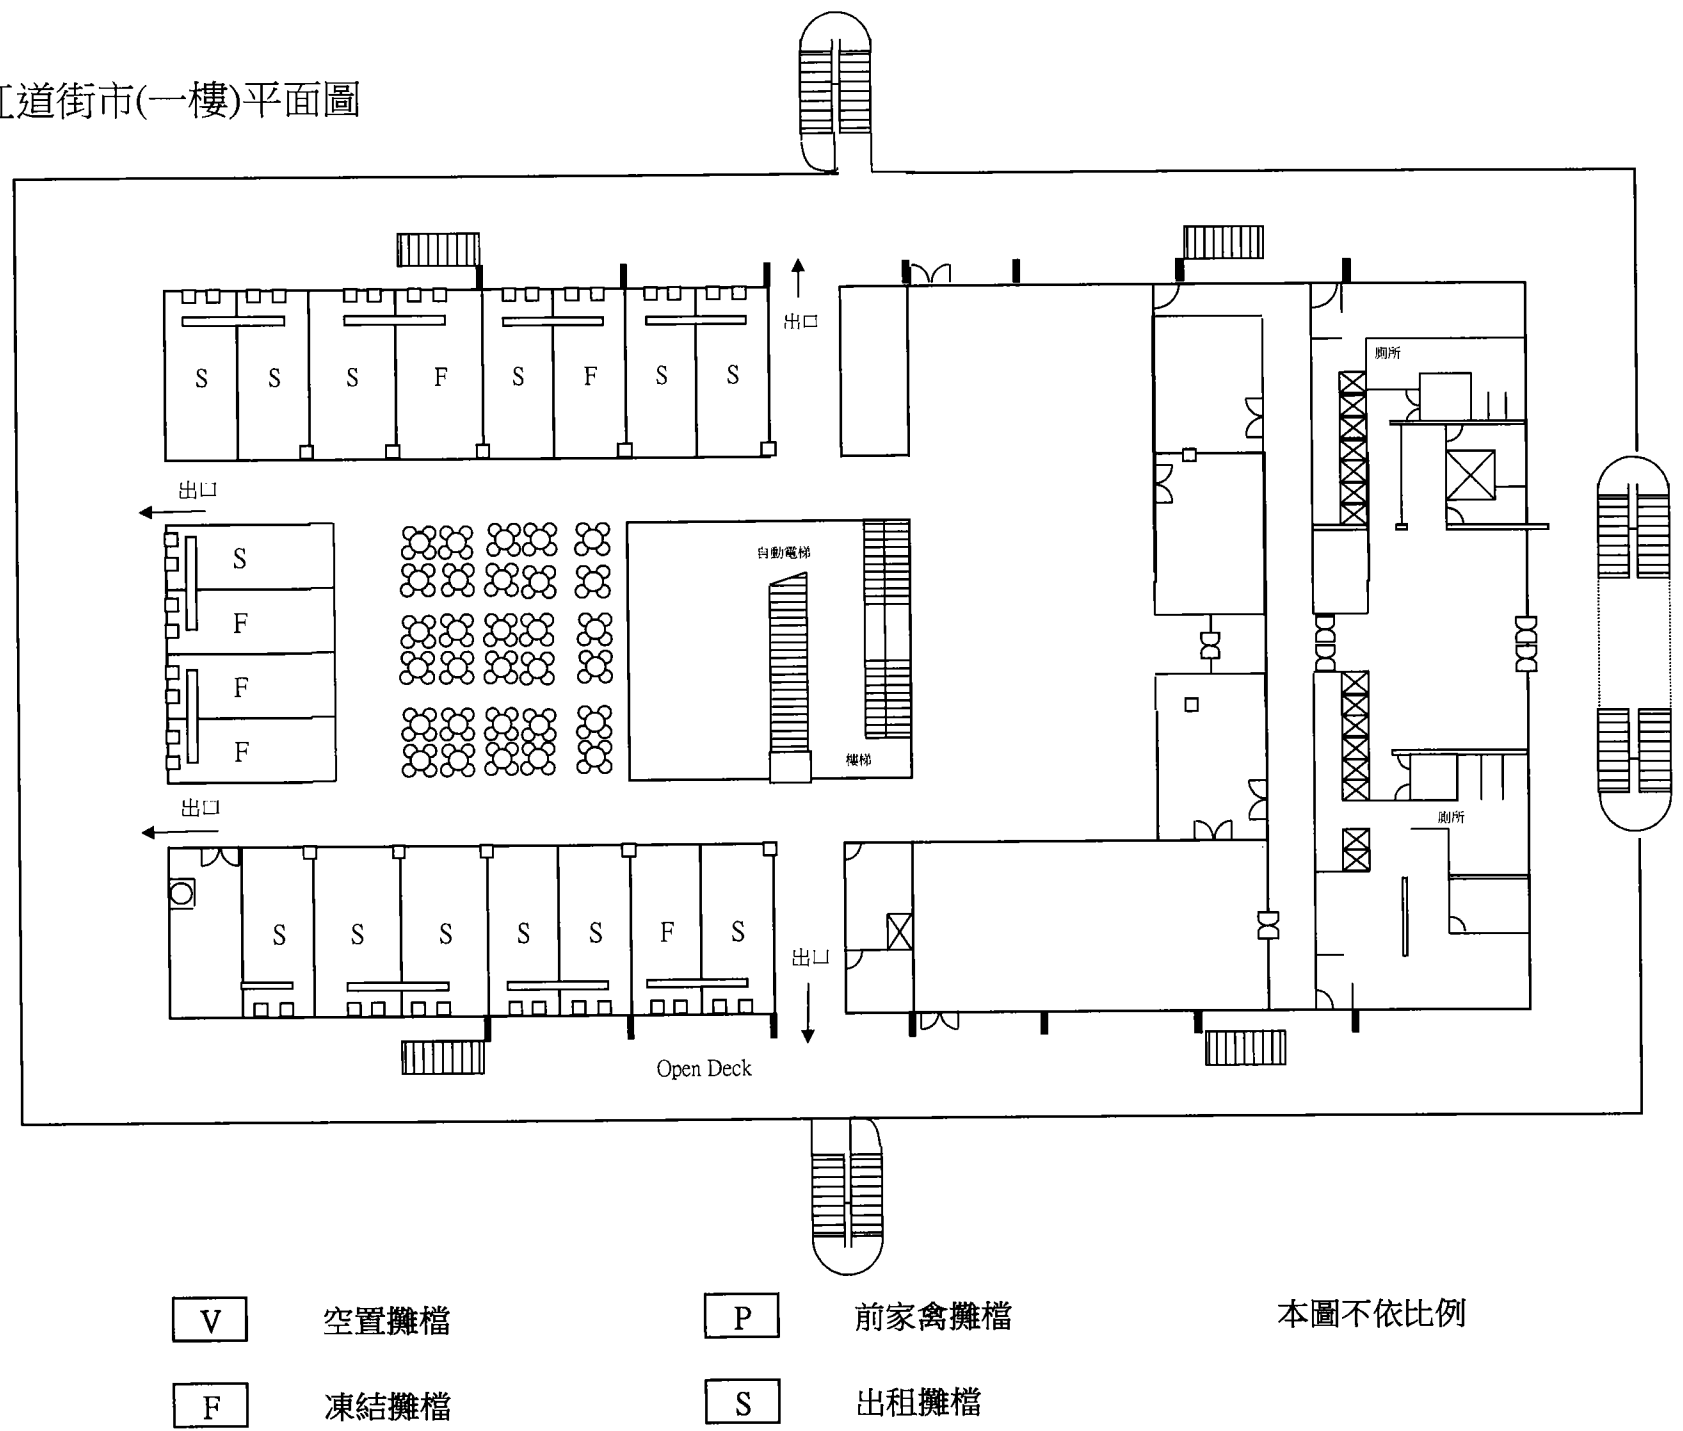 道街市(一樓)平面圖
出口
廁所
S S S F S F S S
出口
自動電梯
S
F
F
F
樓梯
出口
廁所
S S S S S F S
出口
Open Deck
V 空置攤檔
P 前家禽攤檔
本圖不依比例
F 凍結攤檔
S 出租攤檔